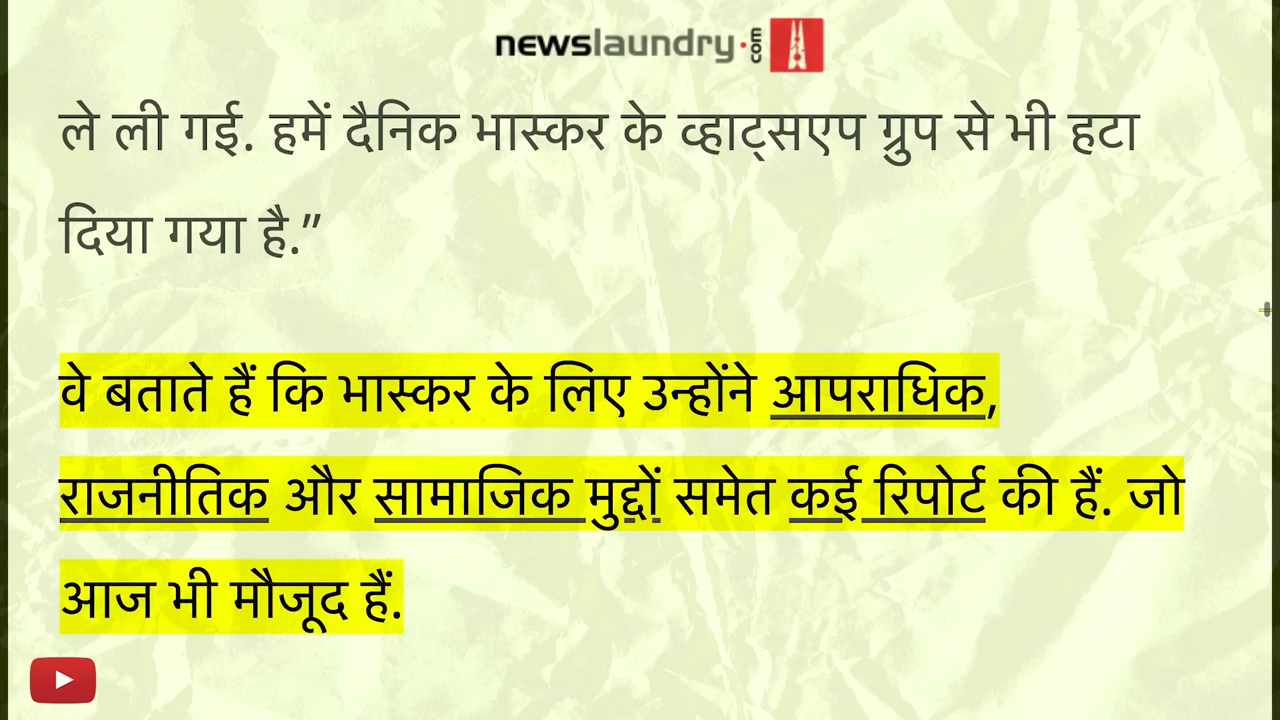 newslaundry.com
ले ली गई. हमें दैनिक भास्कर के व्हाट्सएप ग्रुप से भी हटा
दिया गया है.”
वे बताते हैं कि भास्कर के लिए उन्होंने आपराधिक,
राजनीतिक और सामाजिक मुद्दों समेत कई रिपोर्ट की हैं. जो
आज भी मौजूद हैं.